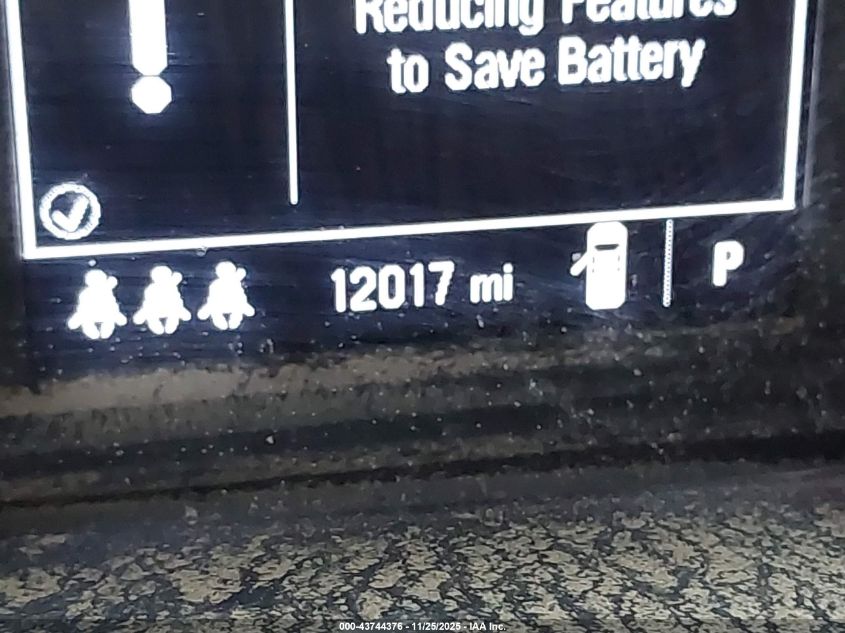 Reducing Features
to Save Battery
12017 mi
P
000-43744376 - 11/25/2025 - IAA Inc.